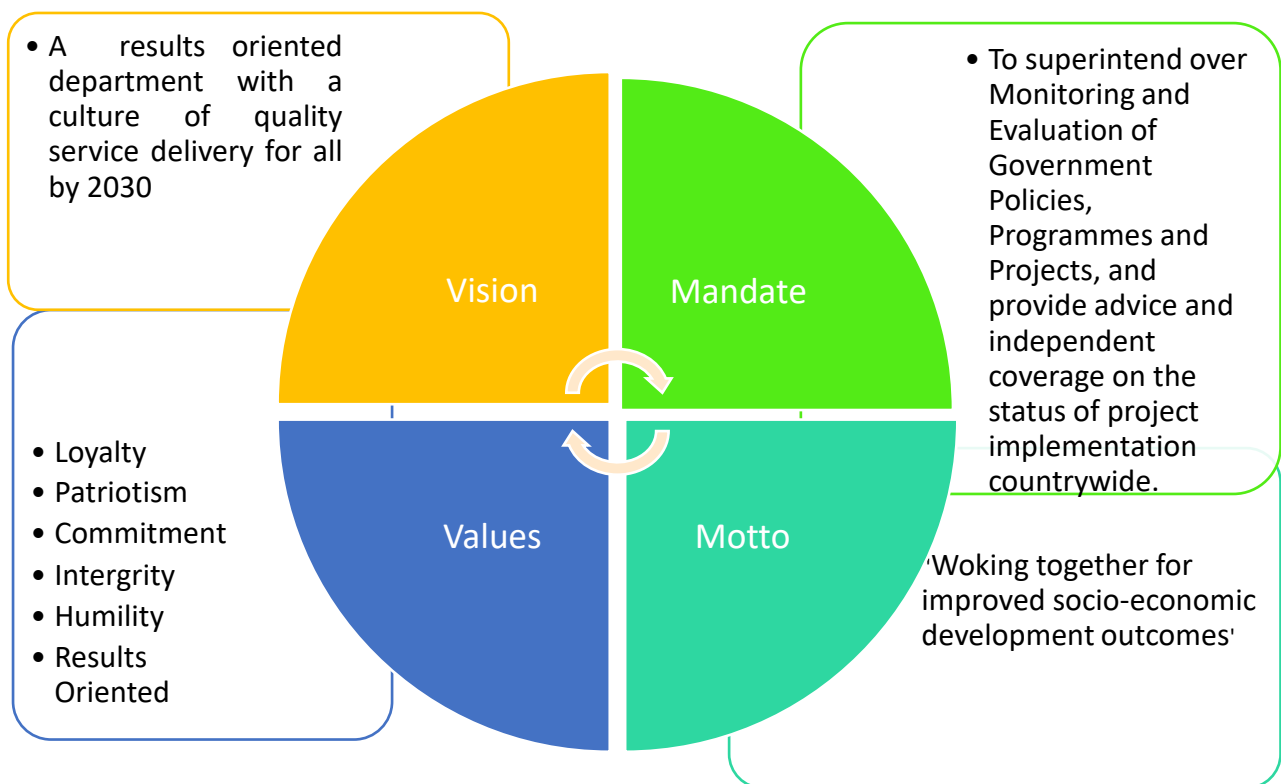 • A results oriented
department with a
culture of quality
service delivery for all
by 2030
Vision
Mandate
• To superintend over
Monitoring and
Evaluation of
Government
Policies,
Programmes and
Projects, and
provide advice and
independent
coverage on the
status of project
implementation
countrywide.
• Loyalty
• Patriotism
• Commitment
• Intergrity
• Humility
• Results
Oriented
Values
Motto
'Woking together for
improved socio-economic
development outcomes'